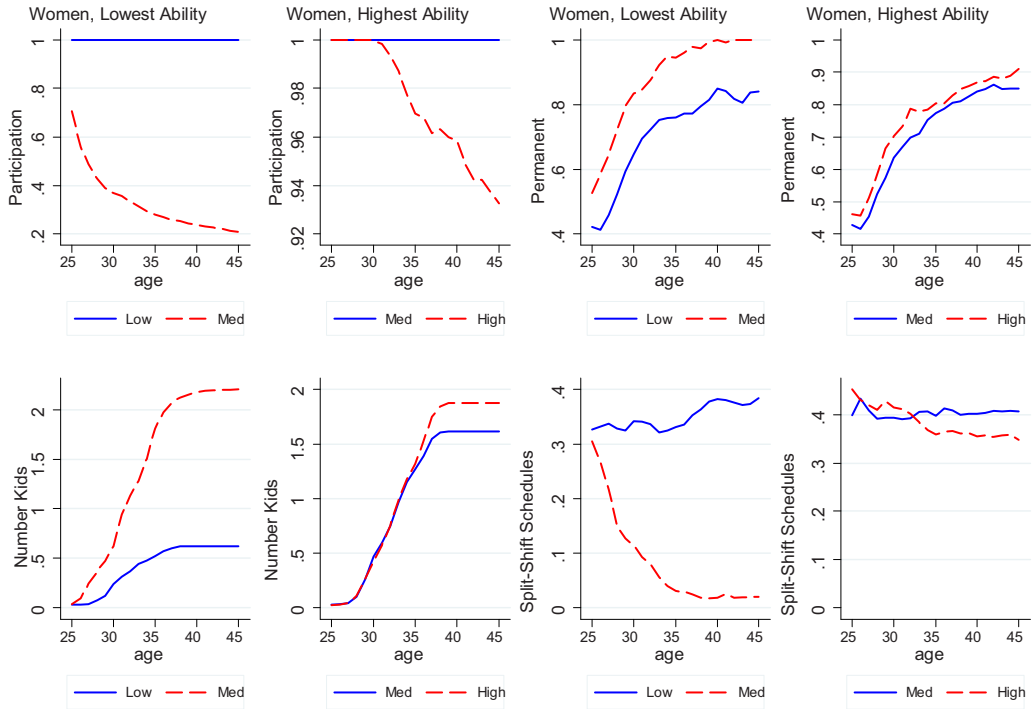 Women, Lowest Ability
Participation
1
.8
.6
.4
.2
25 30 35 40 45
age
Low Med
Women, Highest Ability
Participation
1
.98
.96
.94
.92
25 30 35 40 45
age
Med High
Women, Lowest Ability
Permanent
1
.8
.6
.4
25 30 35 40 45
age
Low Med
Women, Highest Ability
Permanent
1
.9
.8
.7
.6
.5
.4
25 30 35 40 45
age
Med High
Number Kids
2
1.5
1
.5
0
25 30 35 40 45
age
Low Med
Number Kids
2
1.5
1
.5
0
25 30 35 40 45
age
Med High
Split-Shift Schedules
.4
.3
.2
.1
0
25 30 35 40 45
age
Low Med
Split-Shift Schedules
.5
.4
.3
.2
.1
0
25 30 35 40 45
age
Med High